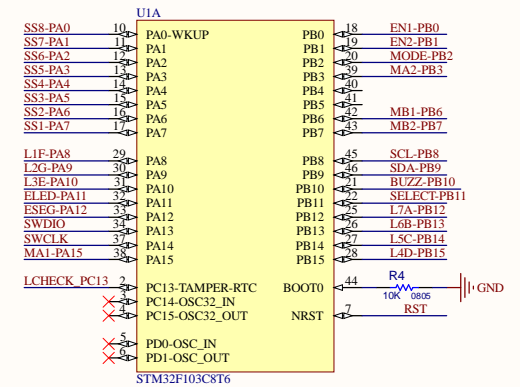 U1A
SS8-PA0 10 PA0-WKUP PB0 18 EN1-PB0
SS7-PA1 11 PA1 PB1 19 EN2-PB1
SS6-PA2 12 PA2 PB2 20 MODE-PB2
SS5-PA3 13 PA3 PB3 39 MA2-PB3
SS4-PA4 14 PA4 PB4 40
SS3-PA5 15 PA5 PB5 41
SS2-PA6 16 PA6 PB6 42 MB1-PB6
SS1-PA7 17 PA7 PB7 43 MB2-PB7
L1F-PA8 29 PA8 PB8 45 SCL-PB8
L2G-PA9 30 PA9 PB9 46 SDA-PB9
L3E-PA10 31 PA10 PB10 21 BUZZ-PB10
ELED-PA11 32 PA11 PB11 22 SELECT-PB11
ESEG-PA12 33 PA12 PB12 25 L7A-PB12
SWDIO 34 PA13 PB13 26 L6B-PB13
SWCLK 37 PA14 PB14 27 L5C-PB14
MA1-PA15 38 PA15 PB15 28 L4D-PB15
LCHECK_PC13 2 PC13-TAMPER-RTC BOOT0 44 R4 10K 0805 GND
3 PC14-OSC32_IN
4 PC15-OSC32_OUT NRST 7 RST
5 PD0-OSC_IN
6 PD1-OSC_OUT
STM32F103C8T6